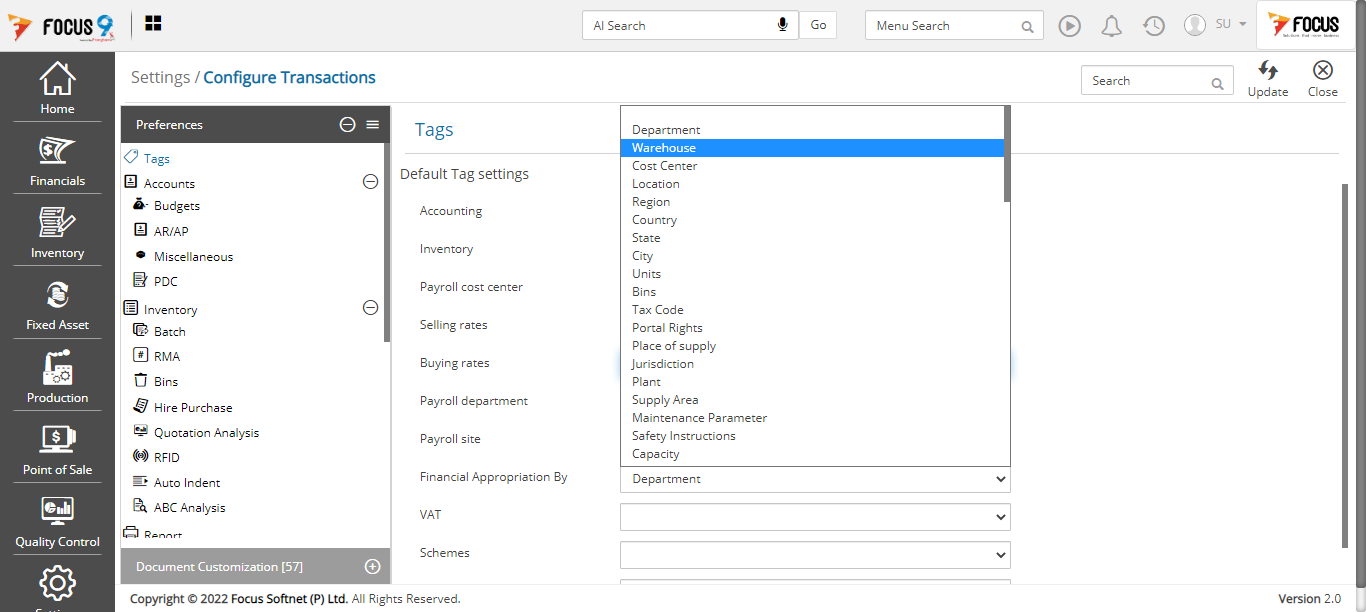 FOCUS 9
AI Search
Go
Menu Search
SU
FOCUS
Home
Financials
Inventory
Fixed Asset
Production
Point of Sale
Quality Control
Settings / Configure Transactions
Search
Update
Close
Preferences
Tags
Accounts
Budgets
AR/AP
Miscellaneous
PDC
Inventory
Batch
RMA
Bins
Hire Purchase
Quotation Analysis
RFID
Auto Indent
ABC Analysis
Report
Document Customization [57]
Tags
Default Tag settings
Accounting
Inventory
Payroll cost center
Selling rates
Buying rates
Payroll department
Payroll site
Financial Appropriation By
VAT
Schemes
Department
Warehouse
Cost Center
Location
Region
Country
State
City
Units
Bins
Tax Code
Portal Rights
Place of supply
Jurisdiction
Plant
Supply Area
Maintenance Parameter
Safety Instructions
Capacity
Department
Copyright © 2022 Focus Softnet (P) Ltd. All Rights Reserved.
Version 2.0